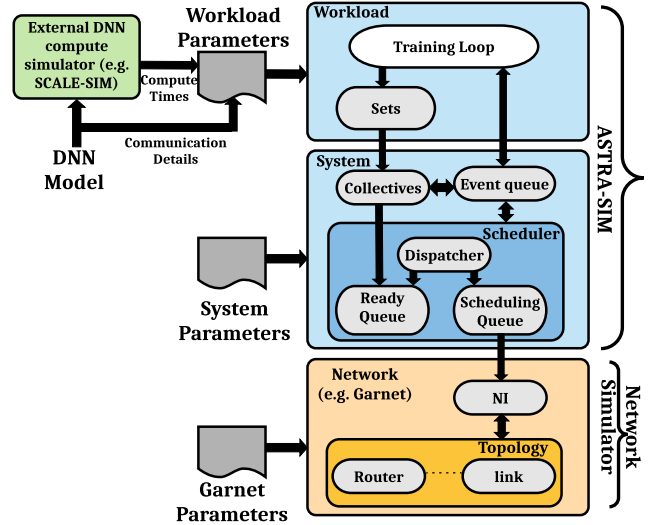 External DNN
compute
simulator (e.g.
SCALE-SIM)
Compute
Times
Communication
Details
DNN
Model
Workload
Parameters
Workload
Training Loop
Sets
System
Collectives
Event queue
Scheduler
Dispatcher
Ready
Queue
Scheduling
Queue
System
Parameters
ASTRA-SIM
Network
(e.g. Garnet)
NI
Topology
Router
link
Garnet
Parameters
Network
Simulator